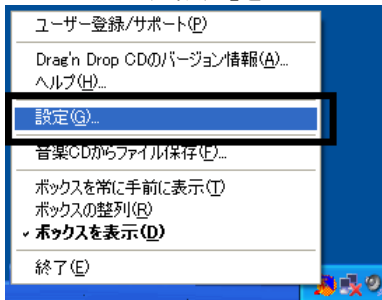 ユーザー登録/サポート(P)
Drag'n Drop CDのバージョン情報(A)...
ヘルプ(H)...
設定(G)...
音楽CDからファイル保存(F)...
ボックスを常に手前に表示(T)
ボックスの整列(R)
ボックスを表示(D)
終了(E)